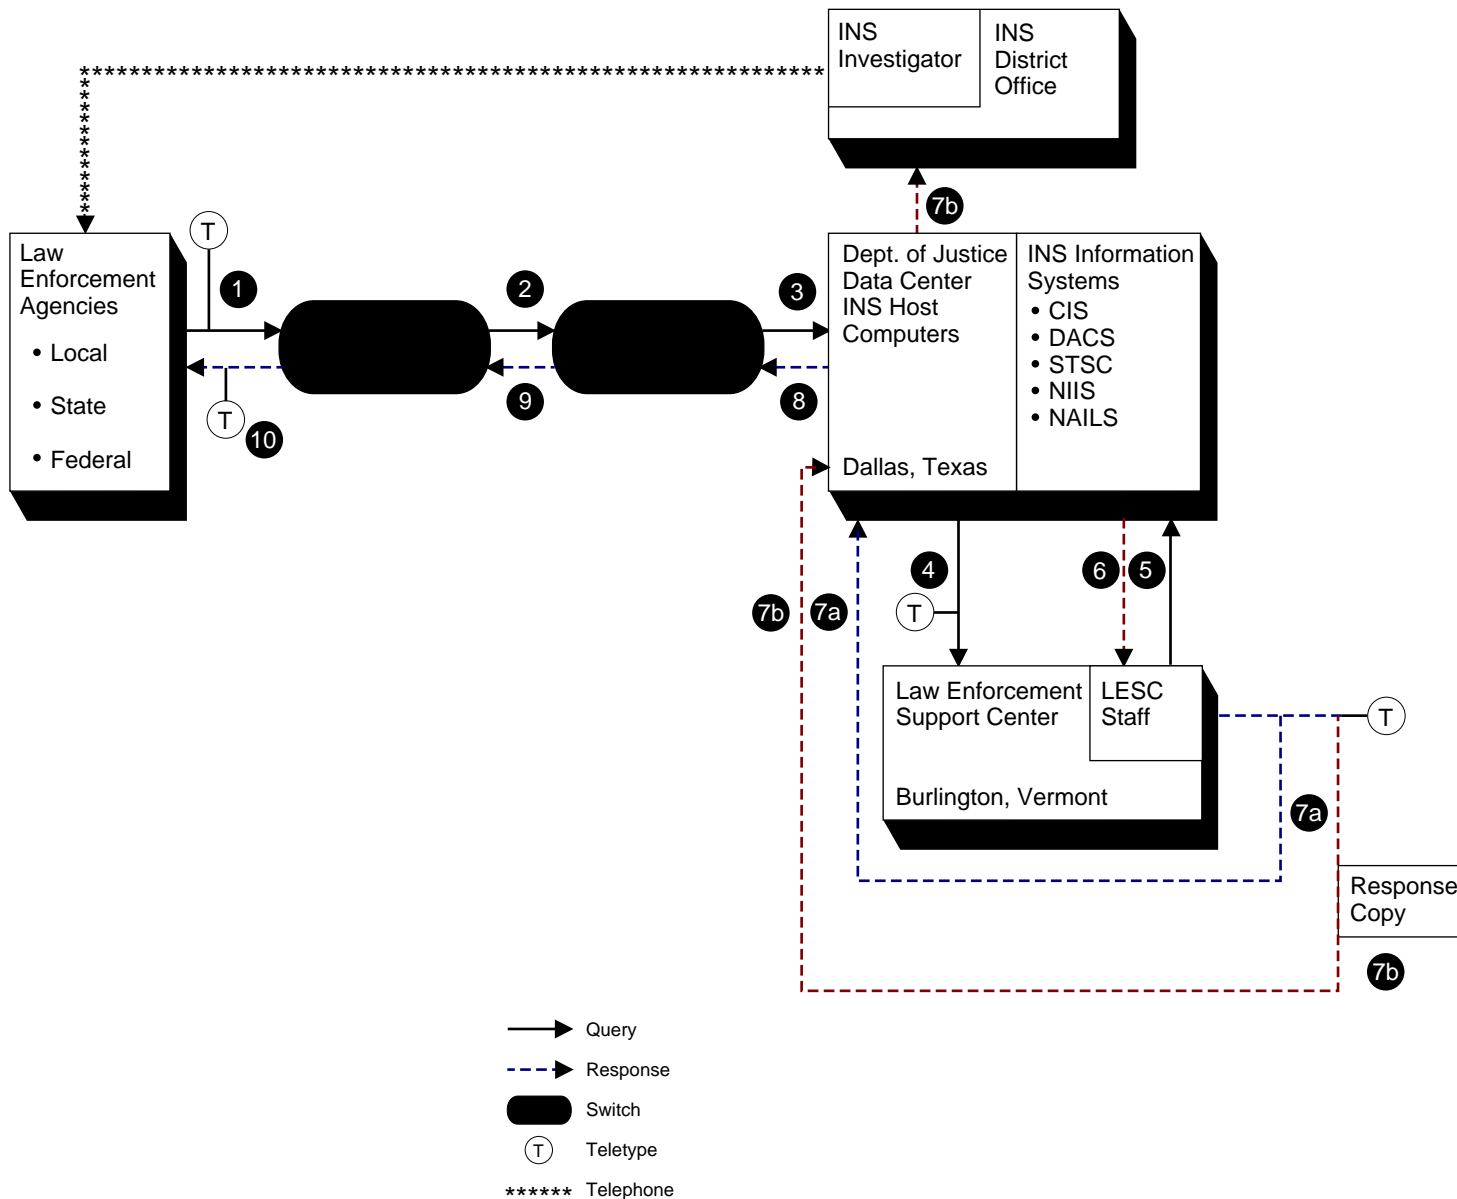 INS
Investigator
INS
District
Office
*************************************************
7b
Law
Enforcement
Agencies
• Local
• State
• Federal
T
1
2
3
T
10
9
8
Dept. of Justice
Data Center
INS Host
Computers
Dallas, Texas
INS Information
Systems
• CIS
• DACS
• STSC
• NIIS
• NAILS
7b
7a
4
T
6
5
Law Enforcement
Support Center
Burlington, Vermont
LESC
Staff
T
7a
Response
Copy
7b
Query
Response
Switch
T
Teletype
****** Telephone